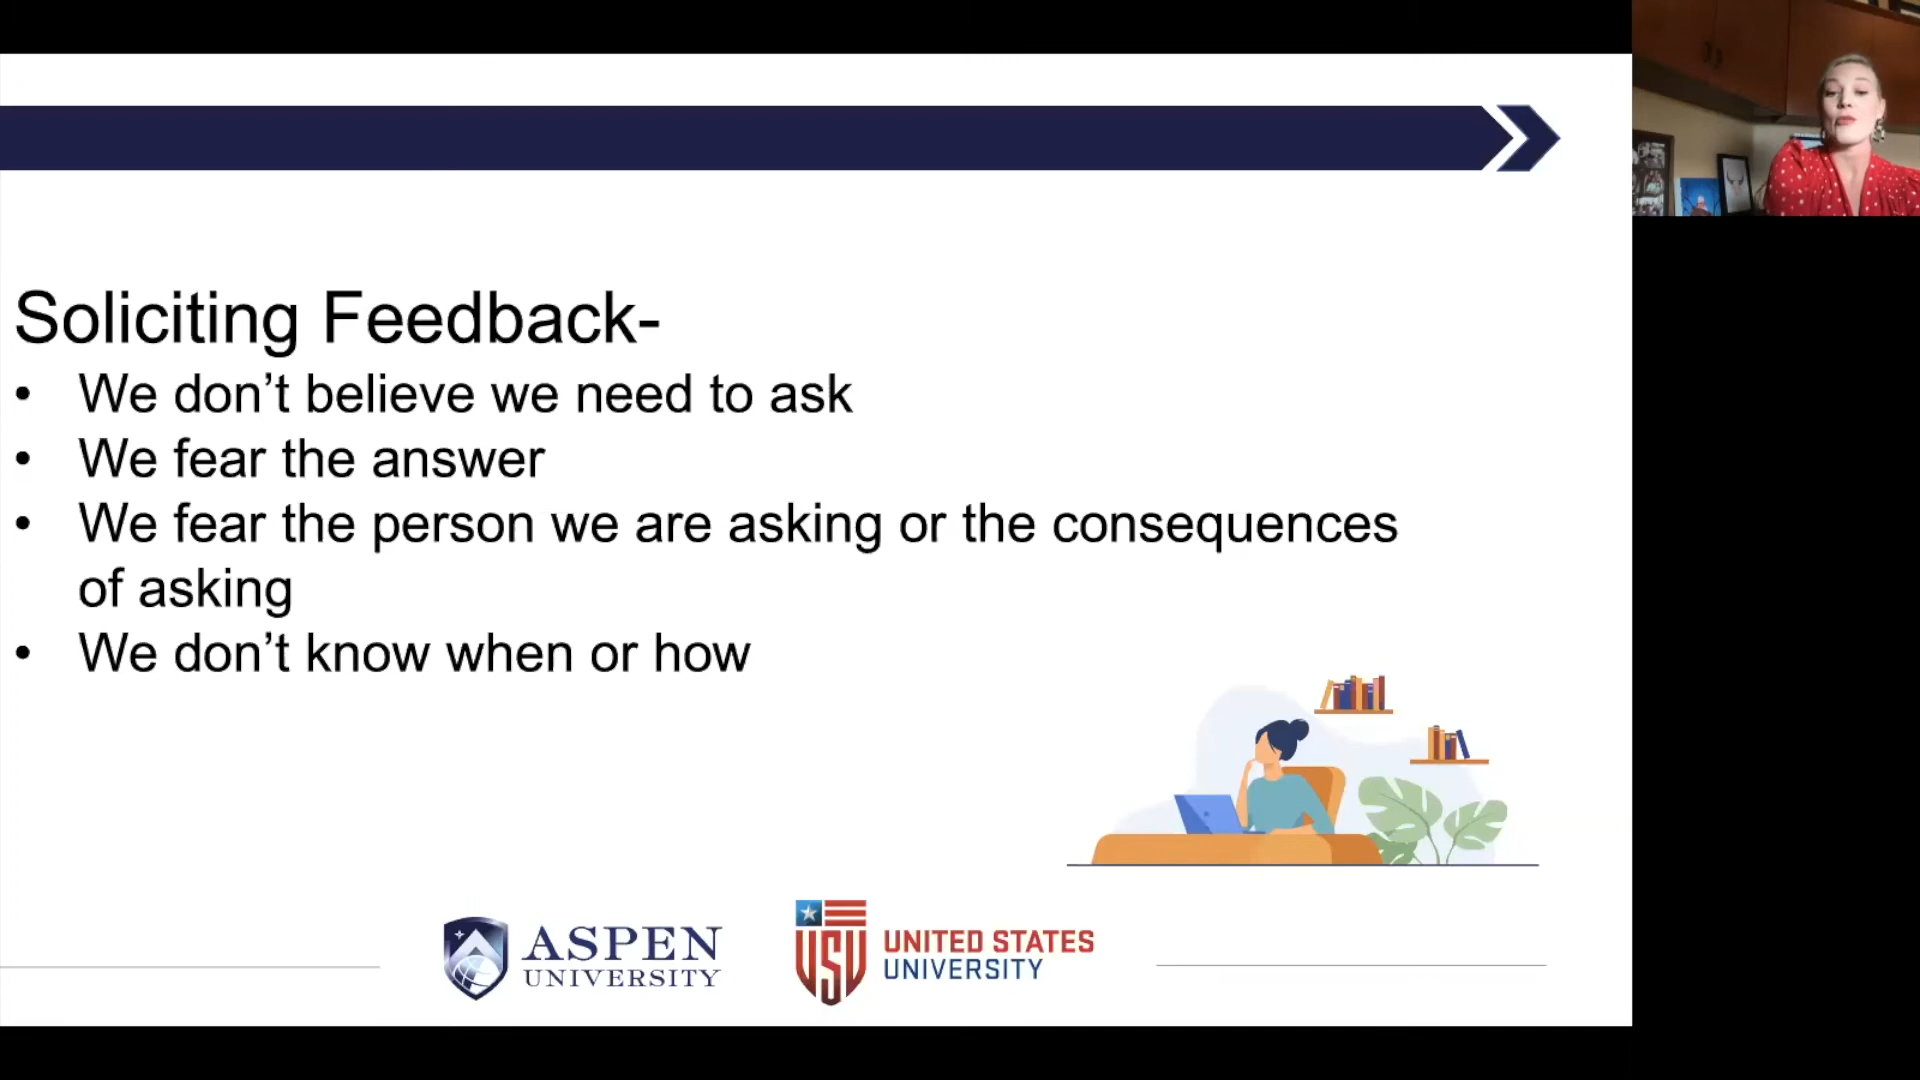 Soliciting Feedback-
• We don’t believe we need to ask
• We fear the answer
• We fear the person we are asking or the consequences
of asking
• We don’t know when or how
ASPEN
UNIVERSITY
USU
UNITED STATES
UNIVERSITY